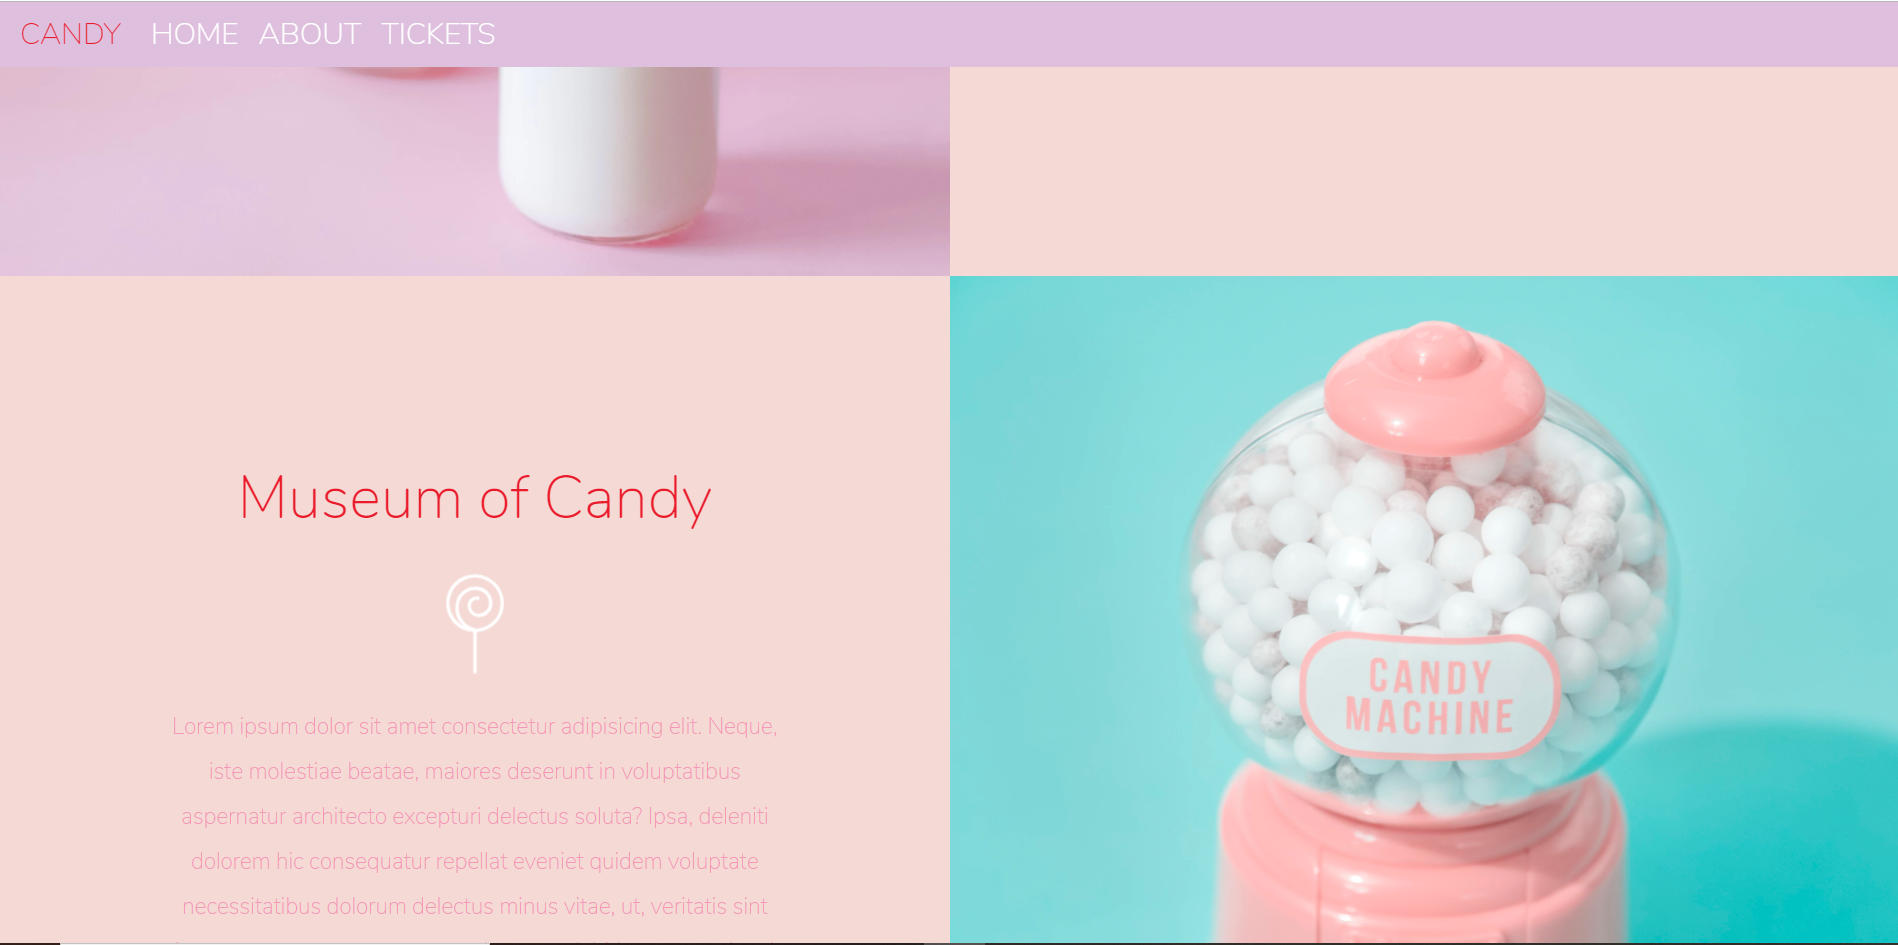 CANDY HOME ABOUT TICKETS
Museum of Candy
Lorem ipsum dolor sit amet consectetur adipisicing elit. Neque,
iste molestiae beatae, maiores deserunt in voluptatibus
aspernatur architecto excepturi delectus soluta? Ipsa, deleniti
dolorem hic consequatur repellat eveniet quidem voluptate
necessitatibus dolorum delectus minus vitae, ut, veritatis sint
CANDY
MACHINE